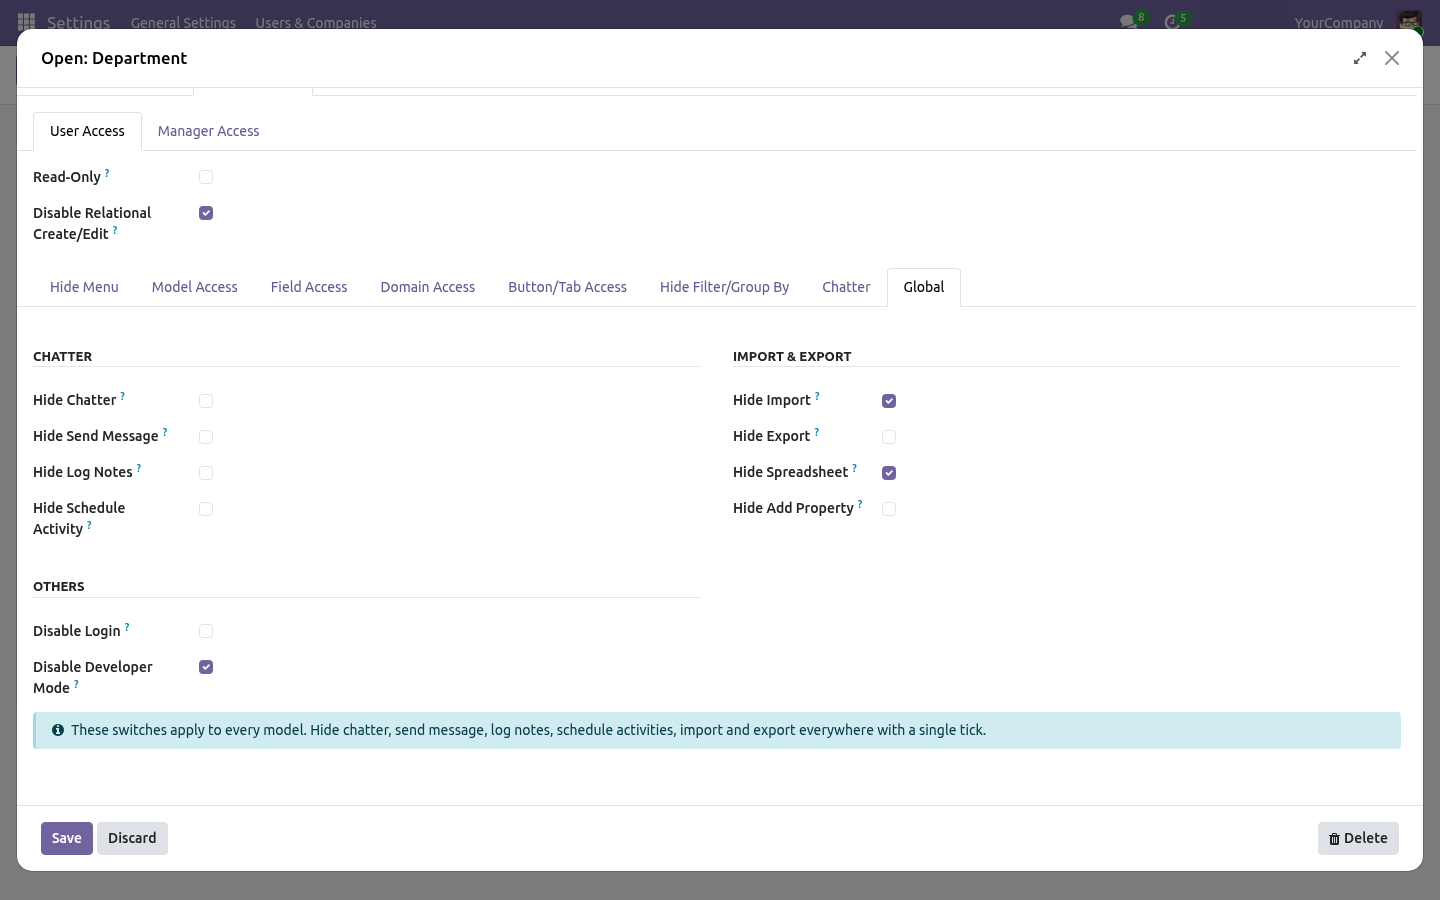 Settings General Settings Users & Companies 8 5 YourCompany
Open: Department
User Access Manager Access
Read-Only ?
Disable Relational
Create/Edit ?
Hide Menu Model Access Field Access Domain Access Button/Tab Access Hide Filter/Group By Chatter Global
CHATTER
Hide Chatter ?
Hide Send Message ?
Hide Log Notes ?
Hide Schedule
Activity ?
IMPORT & EXPORT
Hide Import ?
Hide Export ?
Hide Spreadsheet ?
Hide Add Property ?
OTHERS
Disable Login ?
Disable Developer
Mode ?
These switches apply to every model. Hide chatter, send message, log notes, schedule activities, import and export everywhere with a single tick.
Save Discard Delete